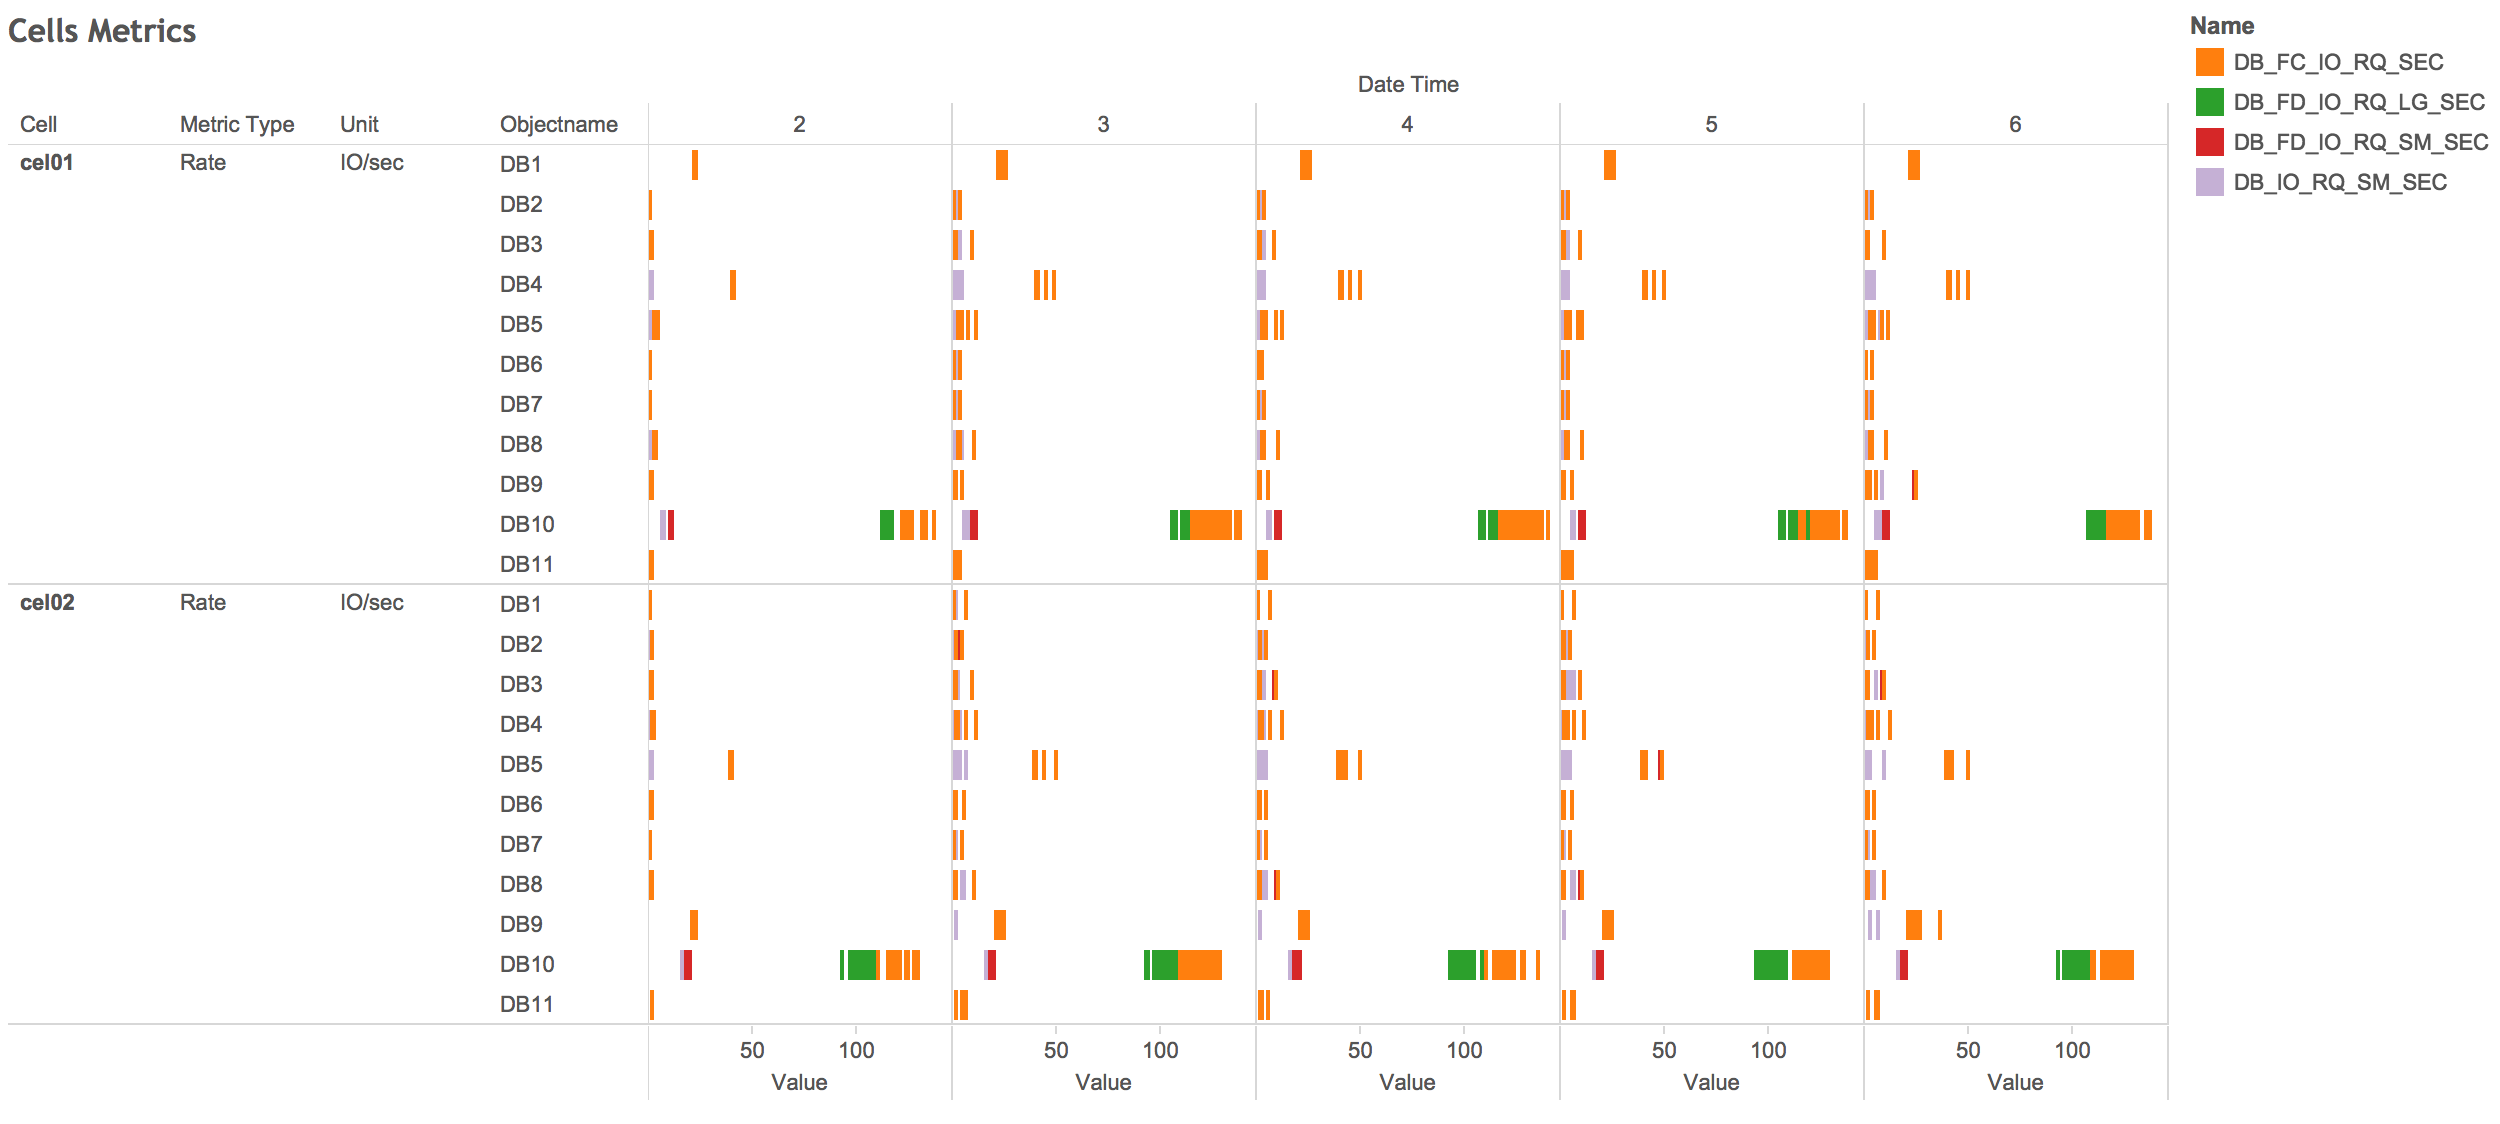 Cells Metrics
Date Time
Cell Metric Type Unit Objectname 2 3 4 5 6
cel01 Rate IO/sec DB1
DB2
DB3
DB4
DB5
DB6
DB7
DB8
DB9
DB10
DB11
cel02 Rate IO/sec DB1
DB2
DB3
DB4
DB5
DB6
DB7
DB8
DB9
DB10
DB11
50 100 50 100 50 100 50 100 50 100
Value Value Value Value Value
Name
DB_FC_IO_RQ_SEC
DB_FD_IO_RQ_LG_SEC
DB_FD_IO_RQ_SM_SEC
DB_IO_RQ_SM_SEC